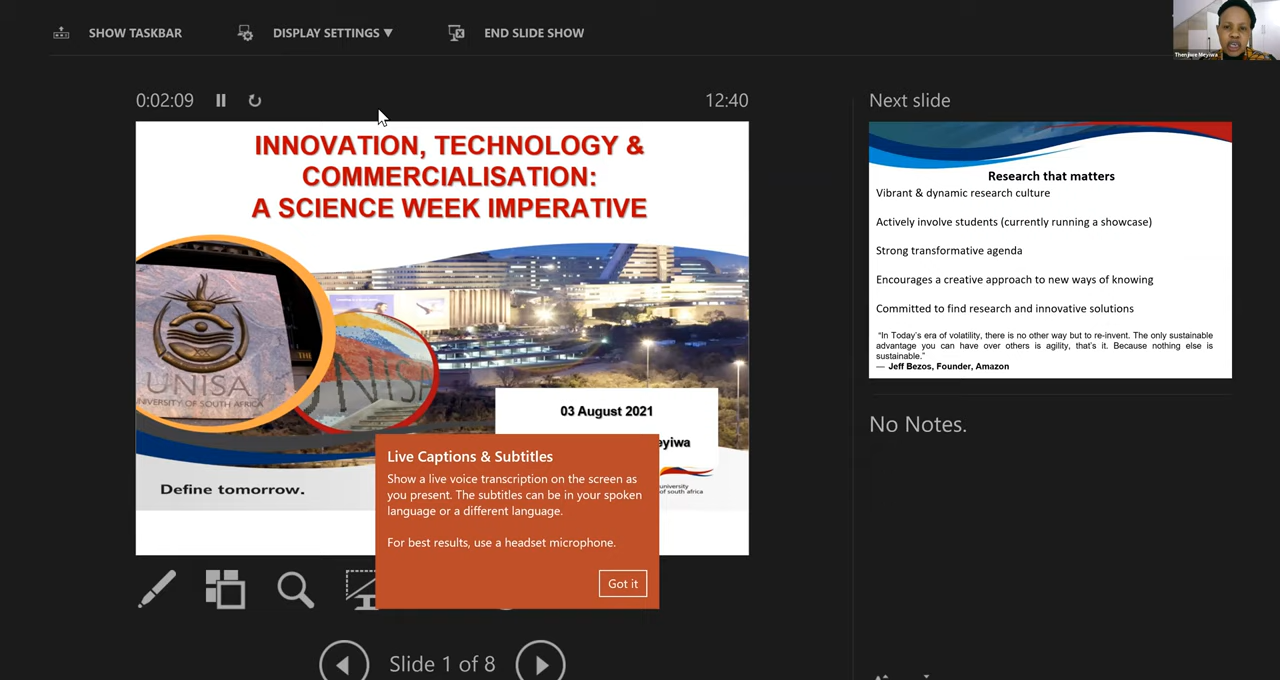 SHOW TASKBAR
DISPLAY SETTINGS ▼
END SLIDE SHOW
Thenjiwe Meyiwa
0:02:09
12:40
INNOVATION, TECHNOLOGY &
COMMERCIALISATION:
A SCIENCE WEEK IMPERATIVE
UNISA
UNIVERSITY OF SOUTH AFRICA
UNISA
03 August 2021
eyiwa
university
of south africa
Define tomorrow.
Live Captions & Subtitles
Show a live voice transcription on the screen as
you present. The subtitles can be in your spoken
language or a different language.
For best results, use a headset microphone.
Got it
Slide 1 of 8
Next slide
Research that matters
Vibrant & dynamic research culture
Actively involve students (currently running a showcase)
Strong transformative agenda
Encourages a creative approach to new ways of knowing
Committed to find research and innovative solutions
“In Today’s era of volatility, there is no other way but to re-invent. The only sustainable
advantage you can have over others is agility, that’s it. Because nothing else is
sustainable.”
— Jeff Bezos, Founder, Amazon
No Notes.